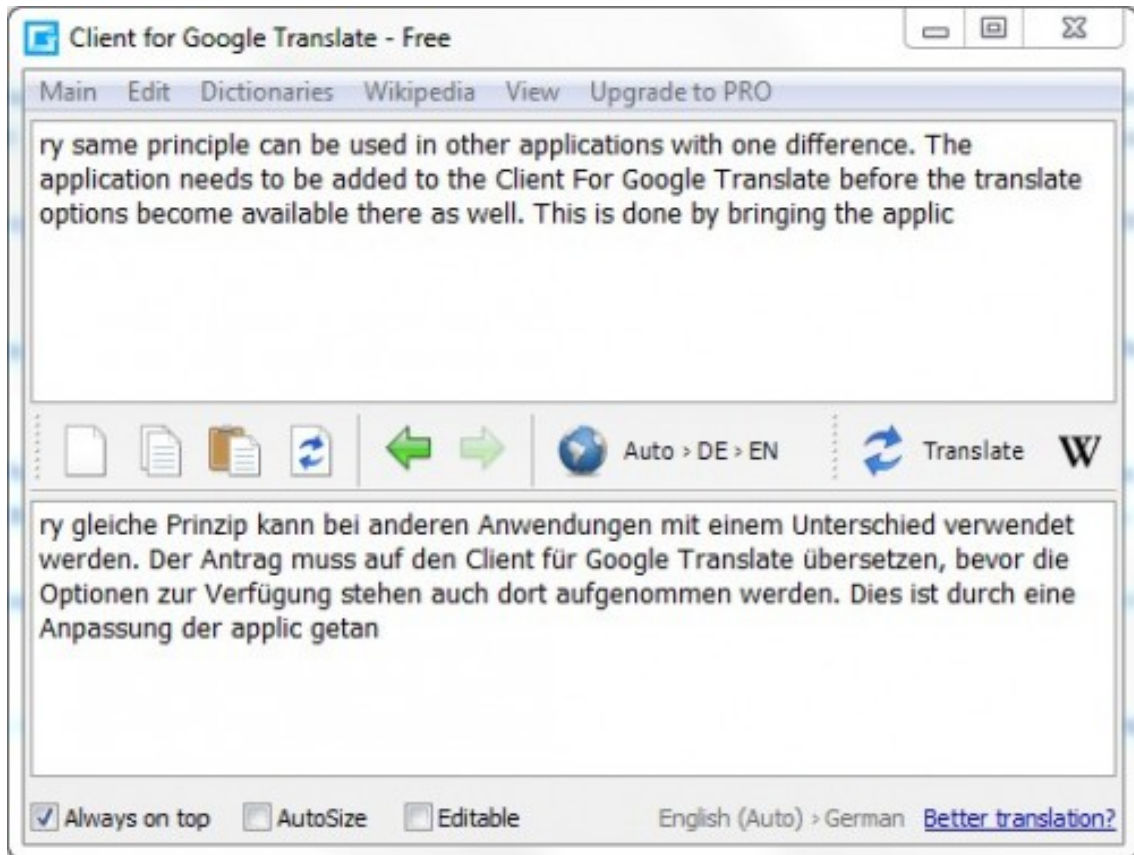 Client for Google Translate - Free
Main Edit Dictionaries Wikipedia View Upgrade to PRO
ry same principle can be used in other applications with one difference. The
application needs to be added to the Client For Google Translate before the translate
options become available there as well. This is done by bringing the applic
Auto > DE > EN Translate W
ry gleiche Prinzip kann bei anderen Anwendungen mit einem Unterschied verwendet
werden. Der Antrag muss auf den Client für Google Translate übersetzen, bevor die
Optionen zur Verfügung stehen auch dort aufgenommen werden. Dies ist durch eine
Anpassung der applic getan
Always on top AutoSize Editable English (Auto) > German Better translation?